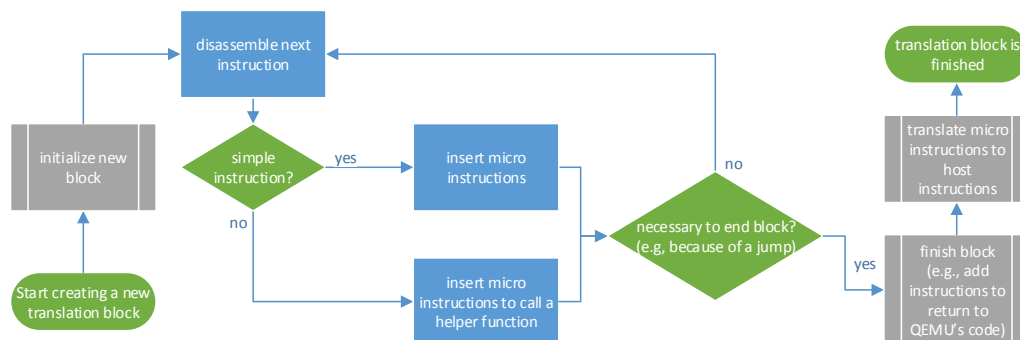 disassemble next
instruction
translation block is
finished
initialize new
block
simple
instruction?
yes
insert micro
instructions
no
translate micro
instructions to
host
instructions
no
necessary to end block?
(e.g, because of a jump)
yes
Start creating a new
translation block
insert micro
instructions to call a
helper function
finish block
(e.g., add
instructions to
return to
QEMU's code)